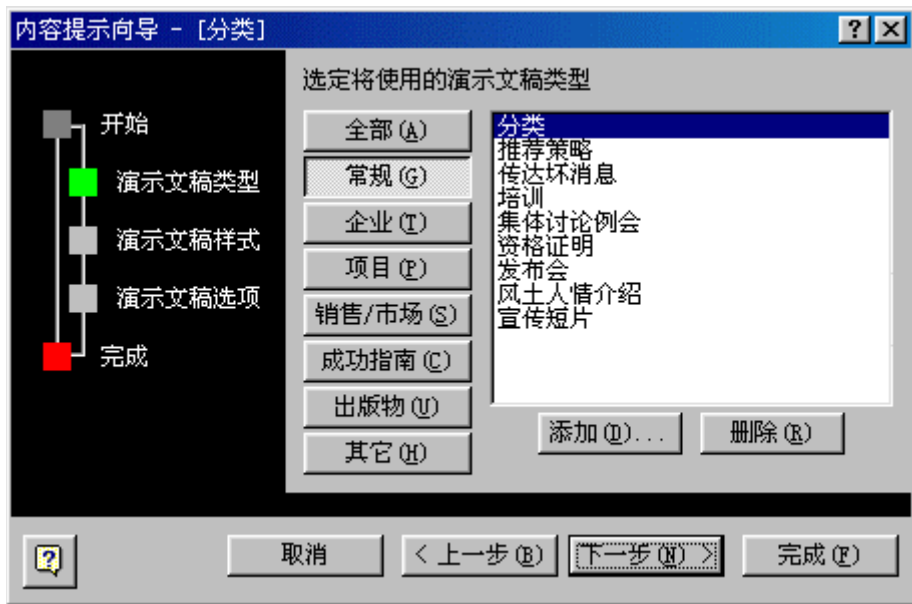 内容提示向导 - [分类]
选定将使用的演示文稿类型
开始
演示文稿类型
演示文稿样式
演示文稿选项
完成
全部(A)
常规(G)
企业(T)
项目(P)
销售/市场(S)
成功指南(C)
出版物(U)
其它(H)
分类
推荐策略
传达坏消息
培训
集体讨论例会
资格证明
发布会
风土人情介绍
宣传短片
添加(D)... 删除(R)
取消 < 上一步(B) 下一步(N) > 完成(F)